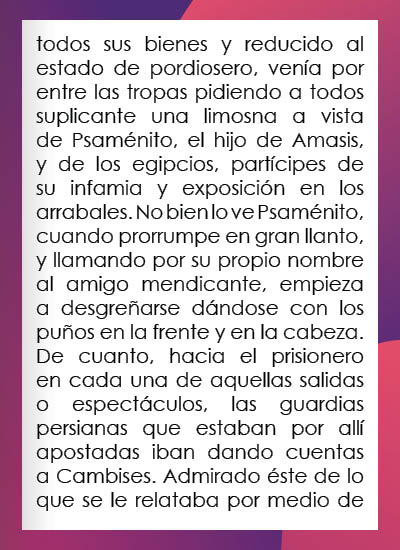 todos sus bienes y reducido al
estado de pordiosero, venía por
entre las tropas pidiendo a todos
suplicante una limosna a vista
de Psaménito, el hijo de Amasis,
y de los egipcios, partícipes de
su infamia y exposición en los
arrabales. No bien lo ve Psaménito,
cuando prorrumpe en gran llanto,
y llamando por su propio nombre
al amigo mendicante, empieza
a desgreñarse dándose con los
puños en la frente y en la cabeza.
De cuanto, hacia el prisionero
en cada una de aquellas salidas
o espectáculos, las guardias
persianas que estaban por allí
apostadas iban dando cuentas
a Cambises. Admirado éste de lo
que se le relataba por medio de